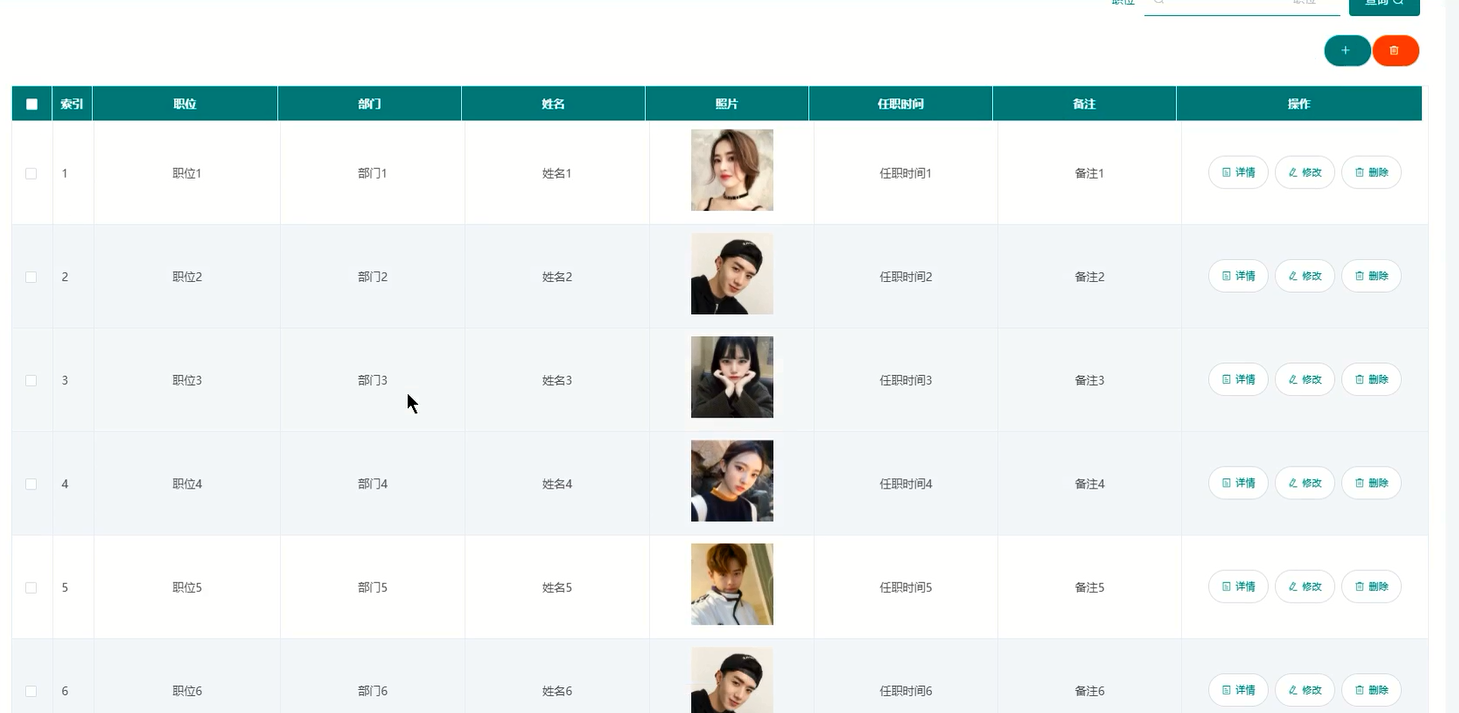 职位 职位 查询
索引 职位 部门 姓名 照片 任职时间 备注 操作
1 职位1 部门1 姓名1 任职时间1 备注1 详情 修改 删除
2 职位2 部门2 姓名2 任职时间2 备注2 详情 修改 删除
3 职位3 部门3 姓名3 任职时间3 备注3 详情 修改 删除
4 职位4 部门4 姓名4 任职时间4 备注4 详情 修改 删除
5 职位5 部门5 姓名5 任职时间5 备注5 详情 修改 删除
6 职位6 部门6 姓名6 任职时间6 备注6 详情 修改 删除